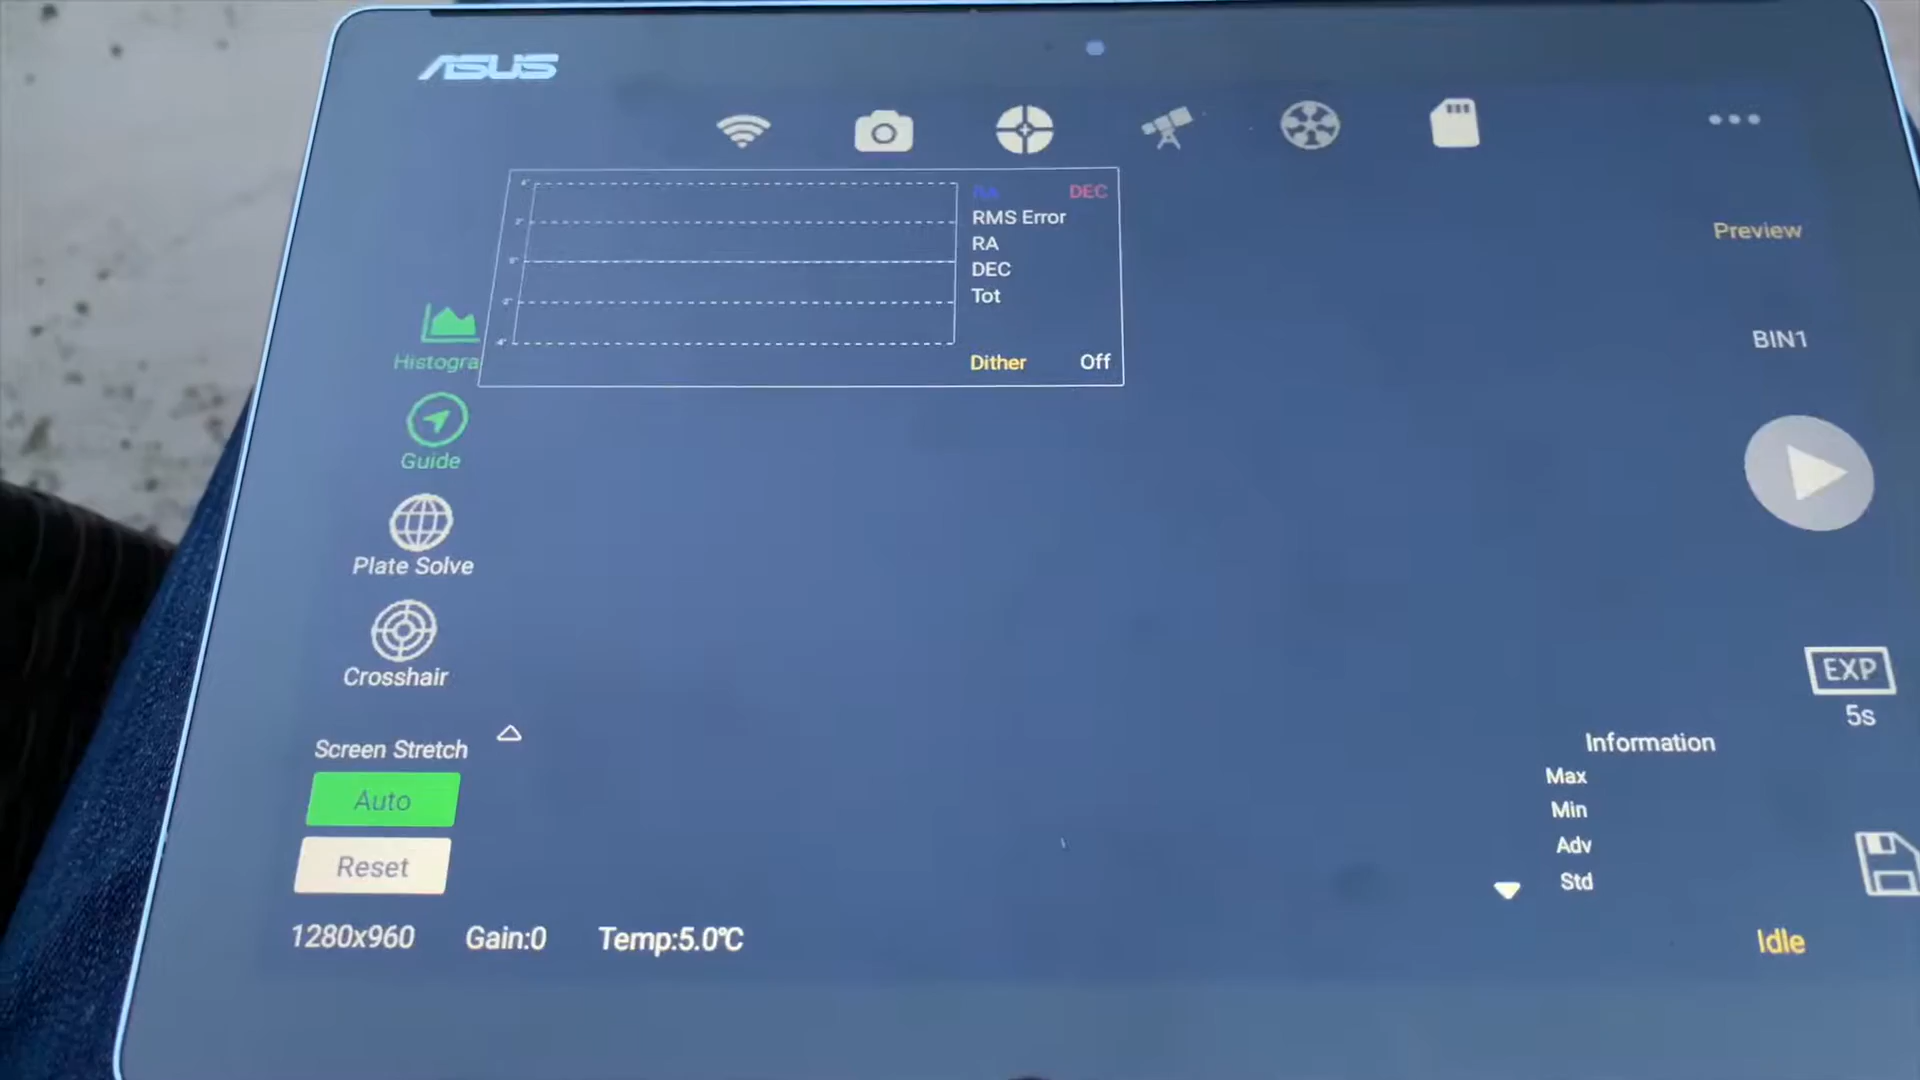 ASUS
RA DEC
RMS Error
RA
DEC
Tot
Dither Off
Preview
BIN1
Histogra
Guide
Plate Solve
Crosshair
EXP
5s
Screen Stretch
Auto
Reset
Information
Max
Min
Adv
Std
1280x960 Gain:0 Temp:5.0℃
Idle